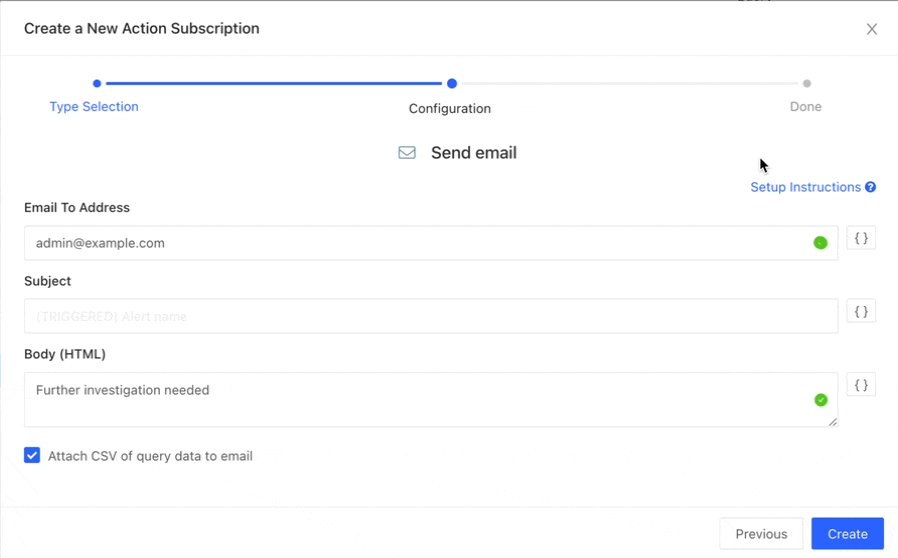 Create a New Action Subscription
Type Selection
Configuration
Done
Send email
Setup Instructions ?
Email To Address
admin@example.com
{ }
Subject
(TRIGGERED) Alert name
{ }
Body (HTML)
Further investigation needed
{ }
Attach CSV of query data to email
Previous
Create